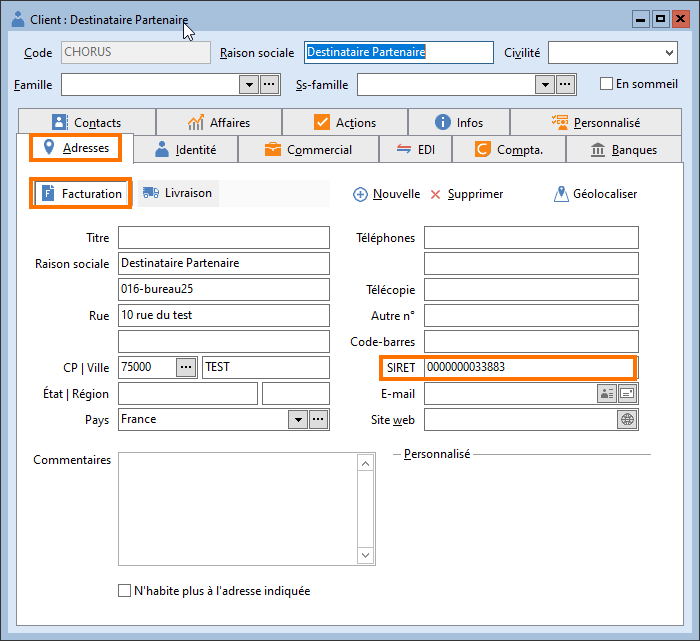 Client : Destinataire Partenaire
Code CHORUS Raison sociale Destinataire Partenaire Civilité
Famille Ss-famille En sommeil
Contacts Affaires Actions Infos Personnalisé
Adresses Identité Commercial EDI Compta. Banques
Facturation Livraison Nouvelle Supprimer Géolocaliser
Titre Téléphones
Raison sociale Destinataire Partenaire
016-bureau25 Télécopie
Rue 10 rue du test Autre n°
Code-barres
CP | Ville 75000 TEST SIRET 0000000033883
État | Région E-mail
Pays France Site web
Commentaires Personnalisé
N'habite plus à l'adresse indiquée